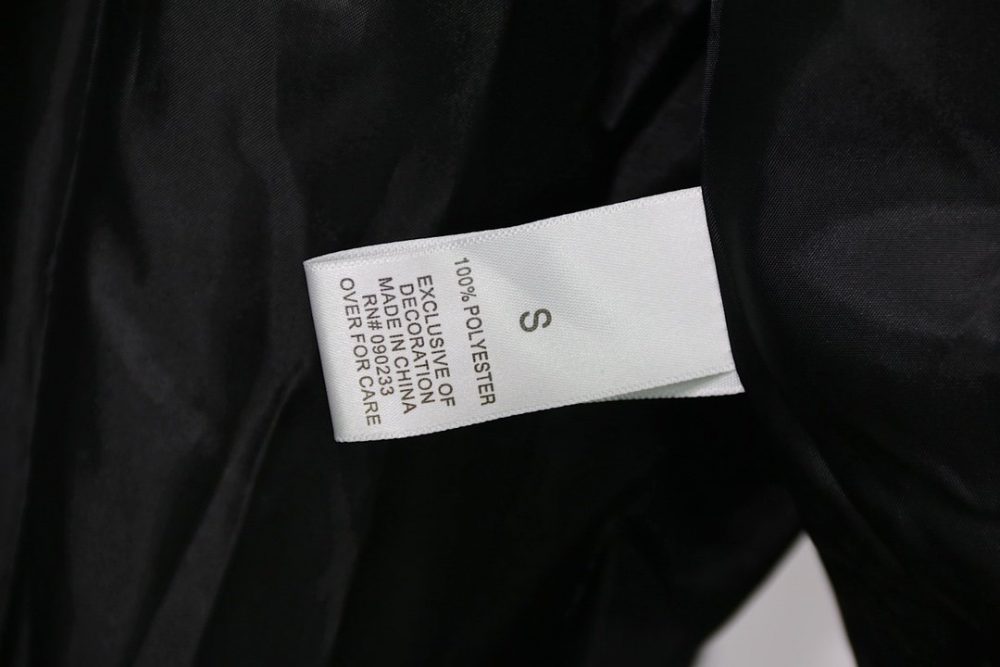 S
100% POLYESTER
EXCLUSIVE OF
DECORATION
MADE IN CHINA
RN# 090233
OVER FOR CARE